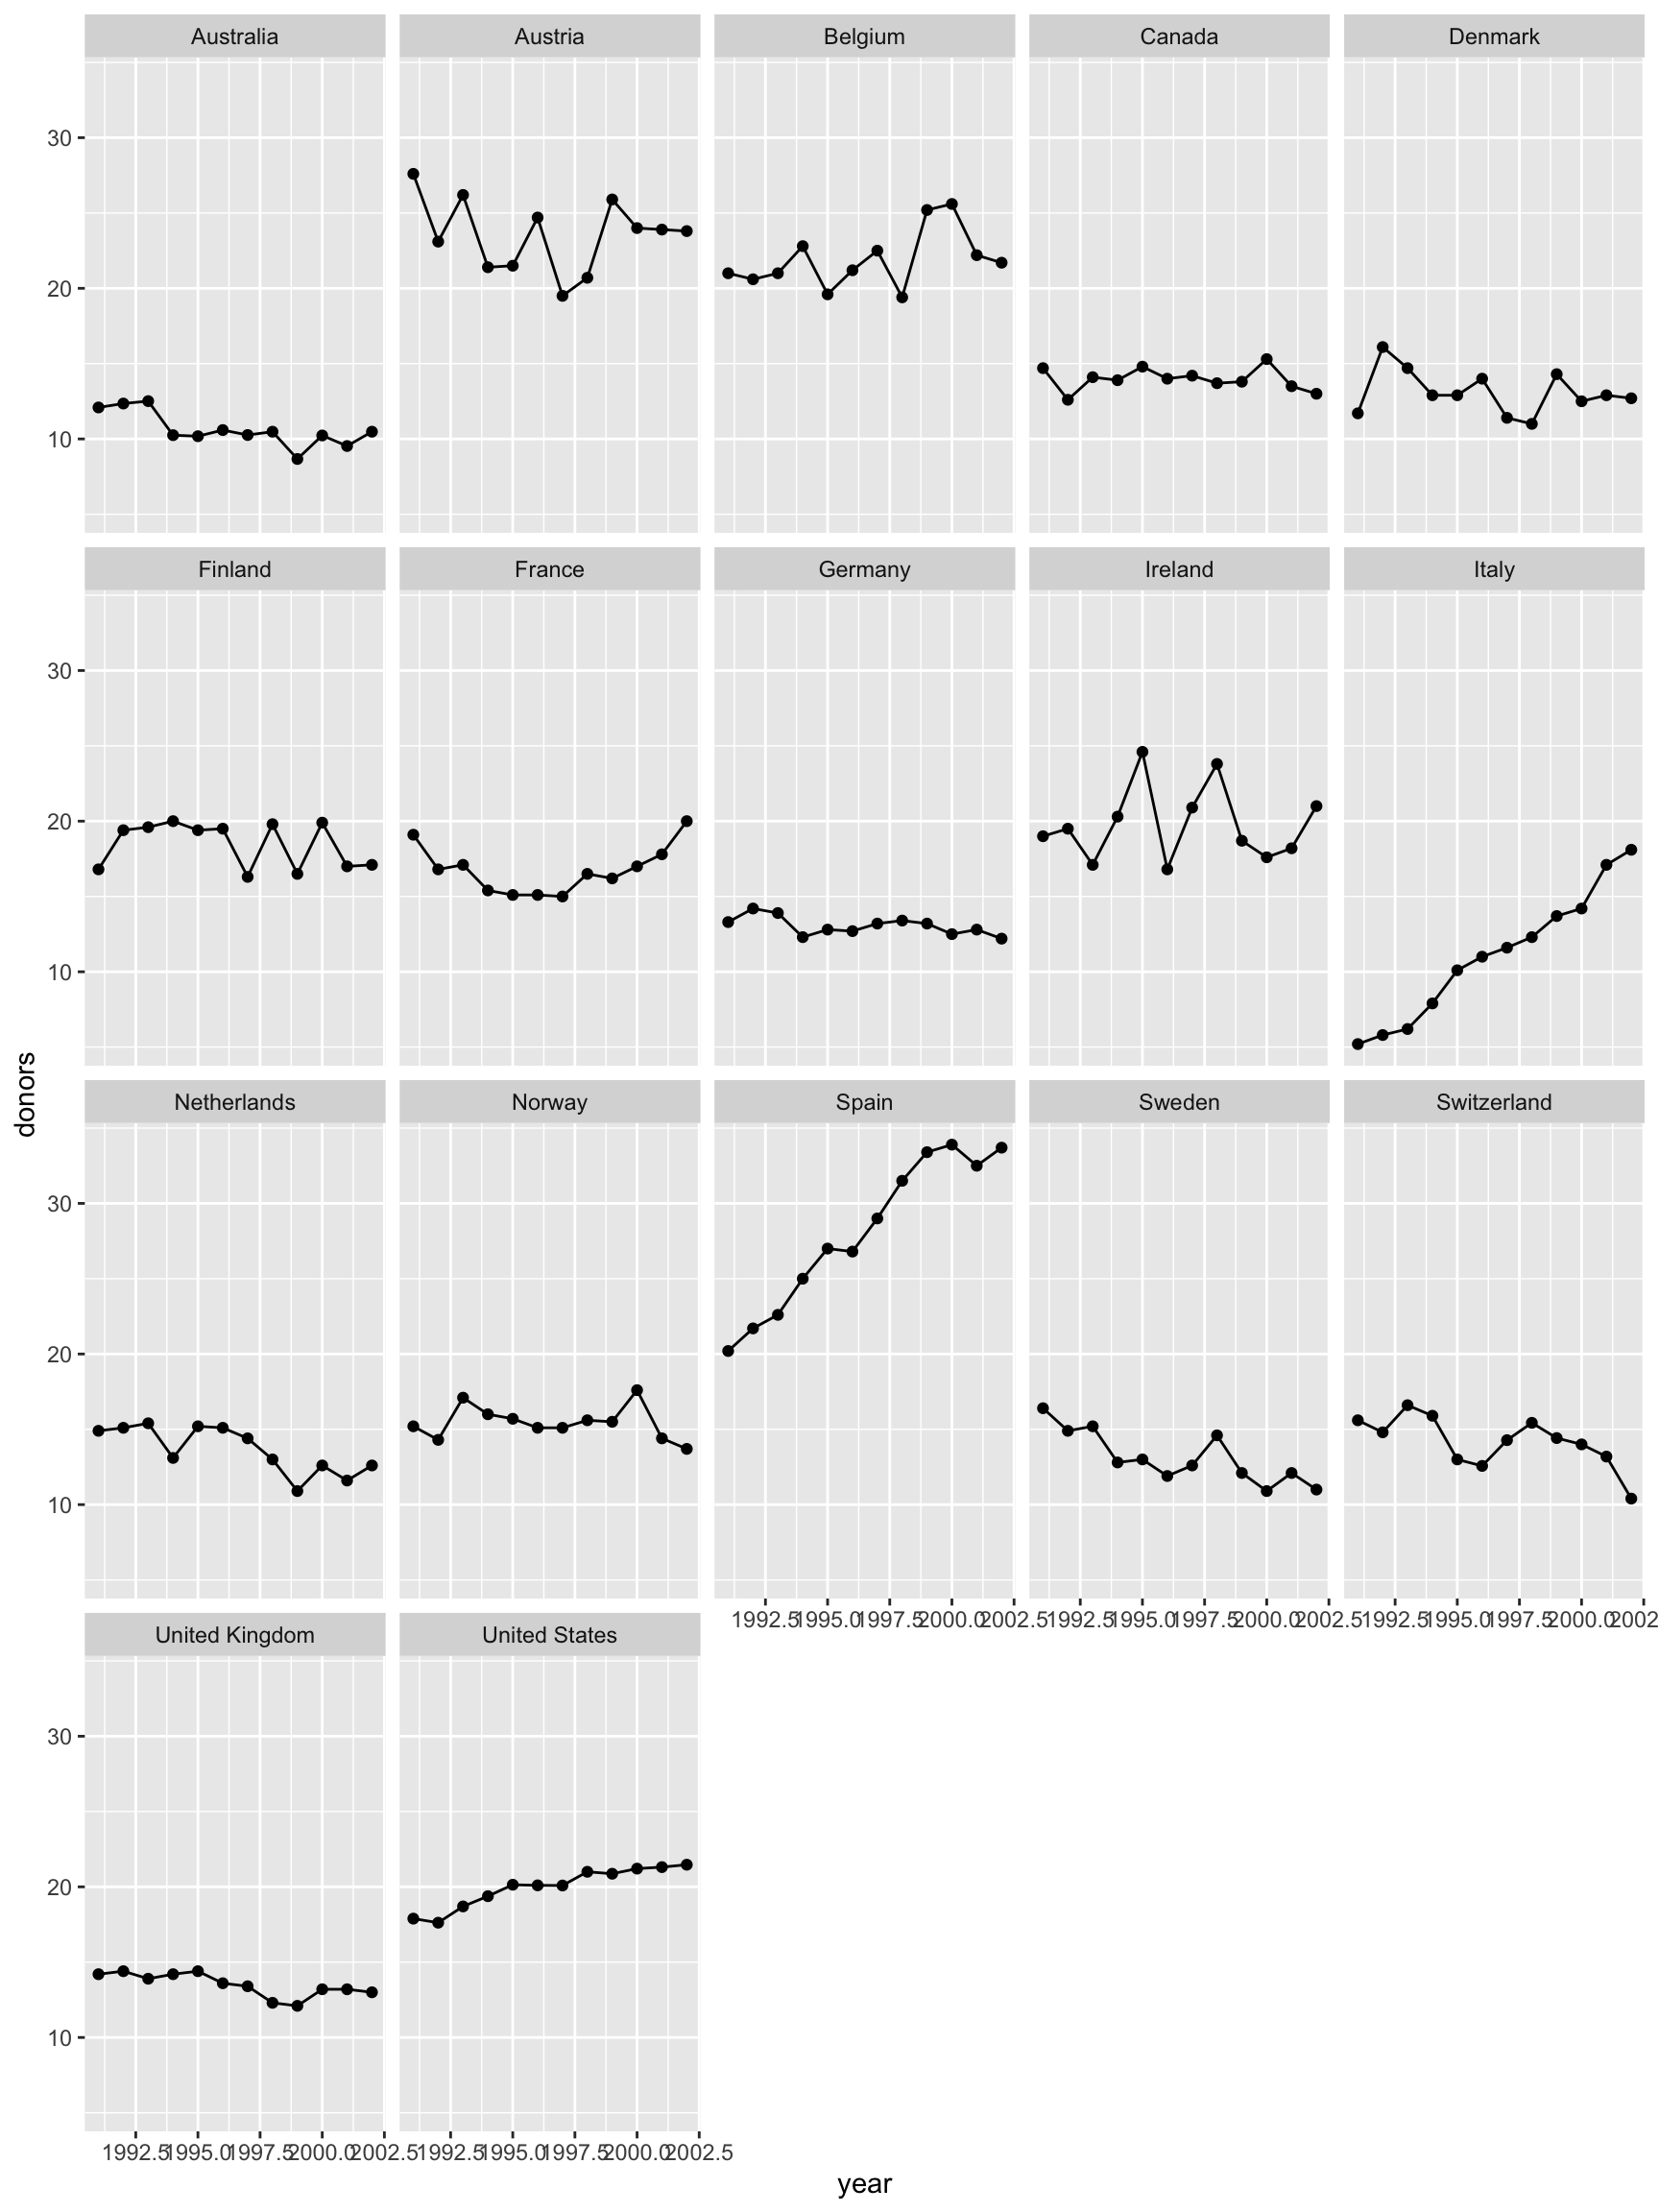 Australia Austria Belgium Canada Denmark
30
20
10
Finland France Germany Ireland Italy
30
20
10
donors
Netherlands Norway Spain Sweden Switzerland
30
20
10
1992.5 1995.0 1997.5 2000.0 2002.5 1992.5 1995.0 1997.5 2000.0 2002.5 1992.5 1995.0 1997.5 2000.0 2002
United Kingdom United States
30
20
10
1992.5 1995.0 1997.5 2000.0 2002.5 1992.5 1995.0 1997.5 2000.0 2002.5
year